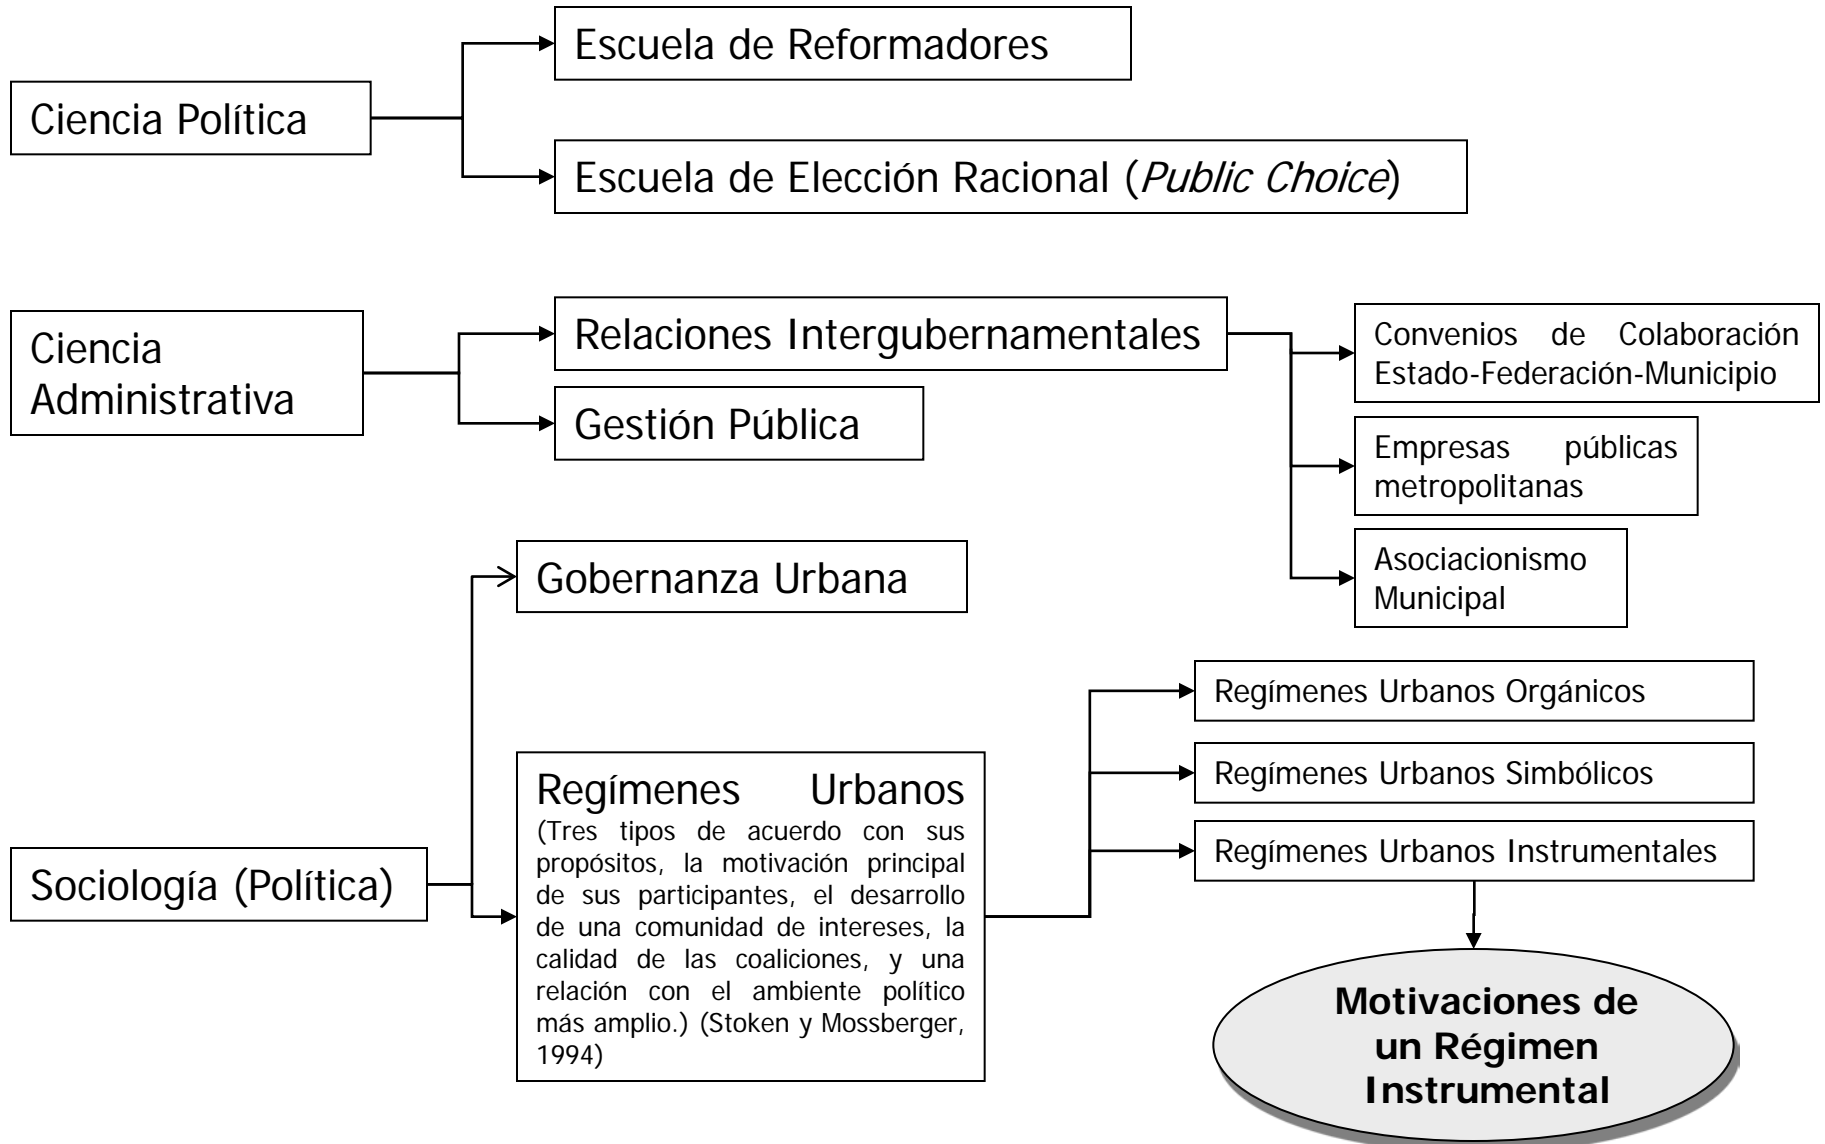 Escuela de Reformadores
Ciencia Política
Escuela de Elección Racional (Public Choice)
Ciencia
Administrativa
Relaciones Intergubernamentales
Gestión Pública
Convenios de Colaboración
Estado-Federación-Municipio
Empresas públicas
metropolitanas
Asociacionismo
Municipal
Gobernanza Urbana
Sociología (Política)
Regímenes Urbanos
(Tres tipos de acuerdo con sus
propósitos, la motivación principal
de sus participantes, el desarrollo
de una comunidad de intereses, la
calidad de las coaliciones, y una
relación con el ambiente político
más amplio.) (Stoken y Mossberger,
1994)
Regímenes Urbanos Orgánicos
Regímenes Urbanos Simbólicos
Regímenes Urbanos Instrumentales
Motivaciones de
un Régimen
Instrumental